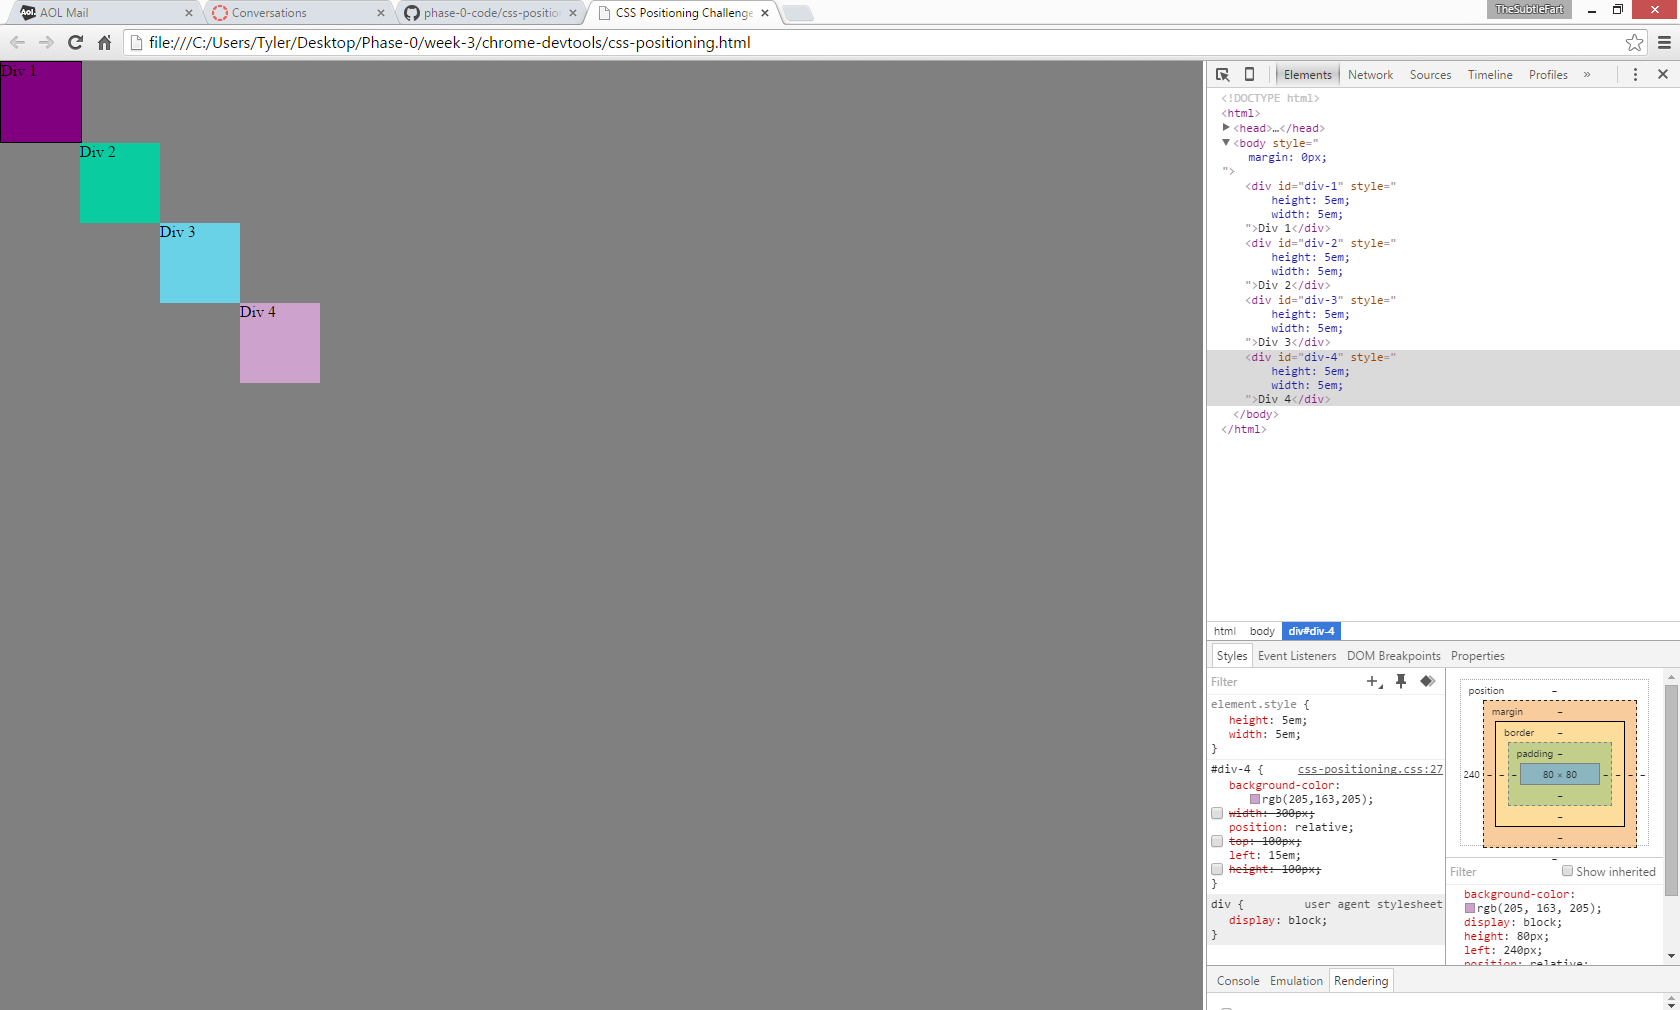 Aol. AOL Mail
Conversations
phase-0-code/css-positio
CSS Positioning Challenge
TheSubtleFart
file:///C:/Users/Tyler/Desktop/Phase-0/week-3/chrome-devtools/css-positioning.html
Div 1
Div 2
Div 3
Div 4
Elements Network Sources Timeline Profiles »
<!DOCTYPE html>
<html>
<head>…</head>
<body style="
margin: 0px;
">
<div id="div-1" style="
height: 5em;
width: 5em;
">Div 1</div>
<div id="div-2" style="
height: 5em;
width: 5em;
">Div 2</div>
<div id="div-3" style="
height: 5em;
width: 5em;
">Div 3</div>
<div id="div-4" style="
height: 5em;
width: 5em;
">Div 4</div>
</body>
</html>
html body div#div-4
Styles Event Listeners DOM Breakpoints Properties
Filter
element.style {
height: 5em;
width: 5em;
}
#div-4 { css-positioning.css:27
background-color:
rgb(205,163,205);
width: 300px;
position: relative;
top: 100px;
left: 15em;
height: 100px;
}
div { user agent stylesheet
display: block;
}
position -
margin -
border -
padding -
240 - - - 80 × 80 - - - -
-
-
-
-
Filter Show inherited
background-color:
rgb(205, 163, 205);
display: block;
height: 80px;
left: 240px;
position: relative;
Console Emulation Rendering